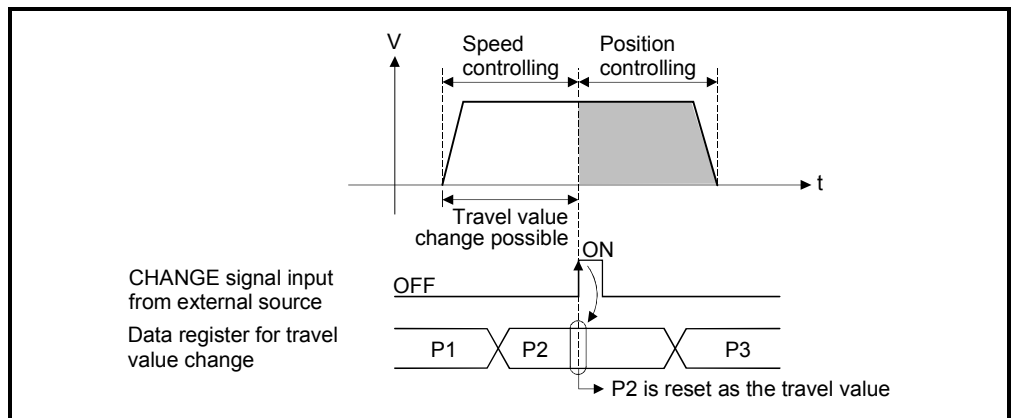 V
Speed
controlling
Position
controlling
t
Travel value
change possible
ON
CHANGE signal input
from external source
OFF
Data register for travel
value change
P1
P2
P3
P2 is reset as the travel value